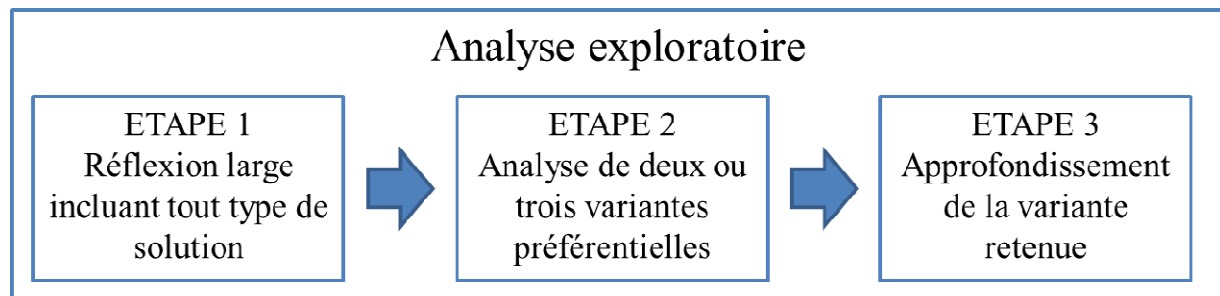 Analyse exploratoire
ETAPE 1
Réflexion large
incluant tout type de
solution
ETAPE 2
Analyse de deux ou
trois variantes
préférentielles
ETAPE 3
Approfondissement
de la variante
retenue